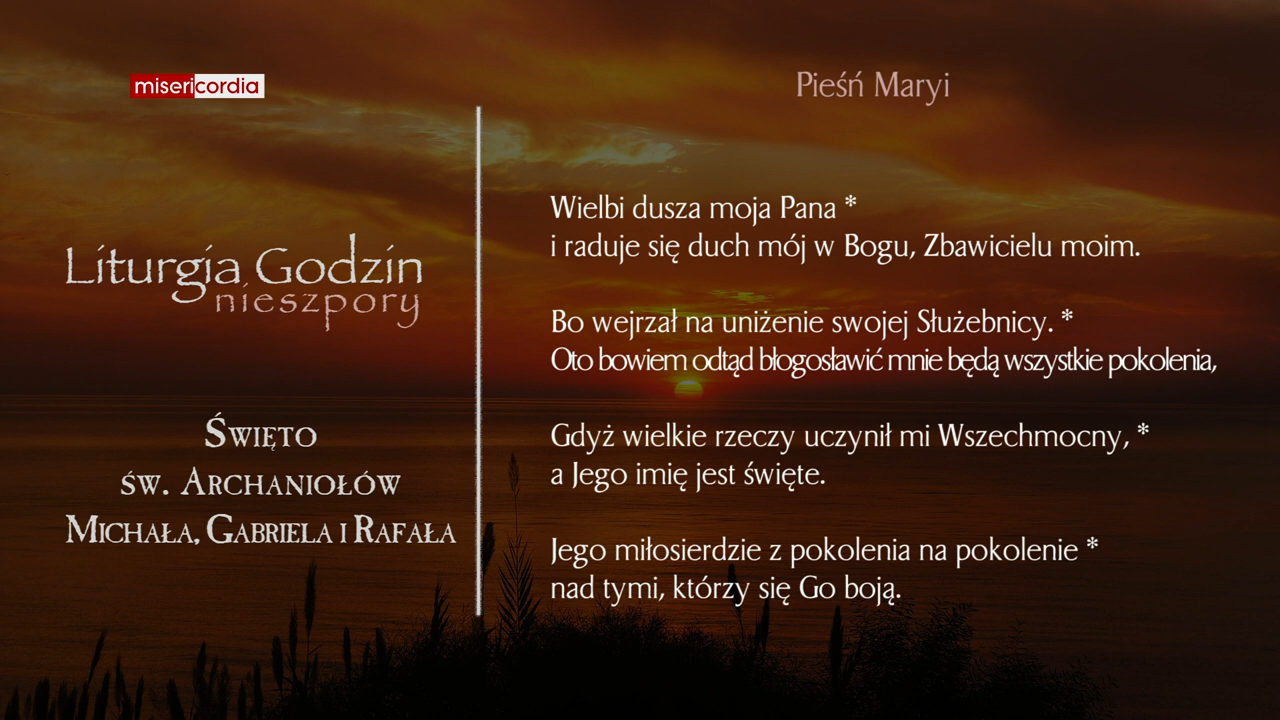 misericordia
Liturgia Godzin
nieszpory
Święto
św. Archaniołów
Michała, Gabriela i Rafała
Pieśń Maryi
Wielbi dusza moja Pana *
i raduje się duch mój w Bogu, Zbawicielu moim.
Bo wejrzał na uniżenie swojej Służebnicy. *
Oto bowiem odtąd błogosławić mnie będą wszystkie pokolenia,
Gdyż wielkie rzeczy uczynił mi Wszechmocny, *
a Jego imię jest święte.
Jego miłosierdzie z pokolenia na pokolenie *
nad tymi, którzy się Go boją.